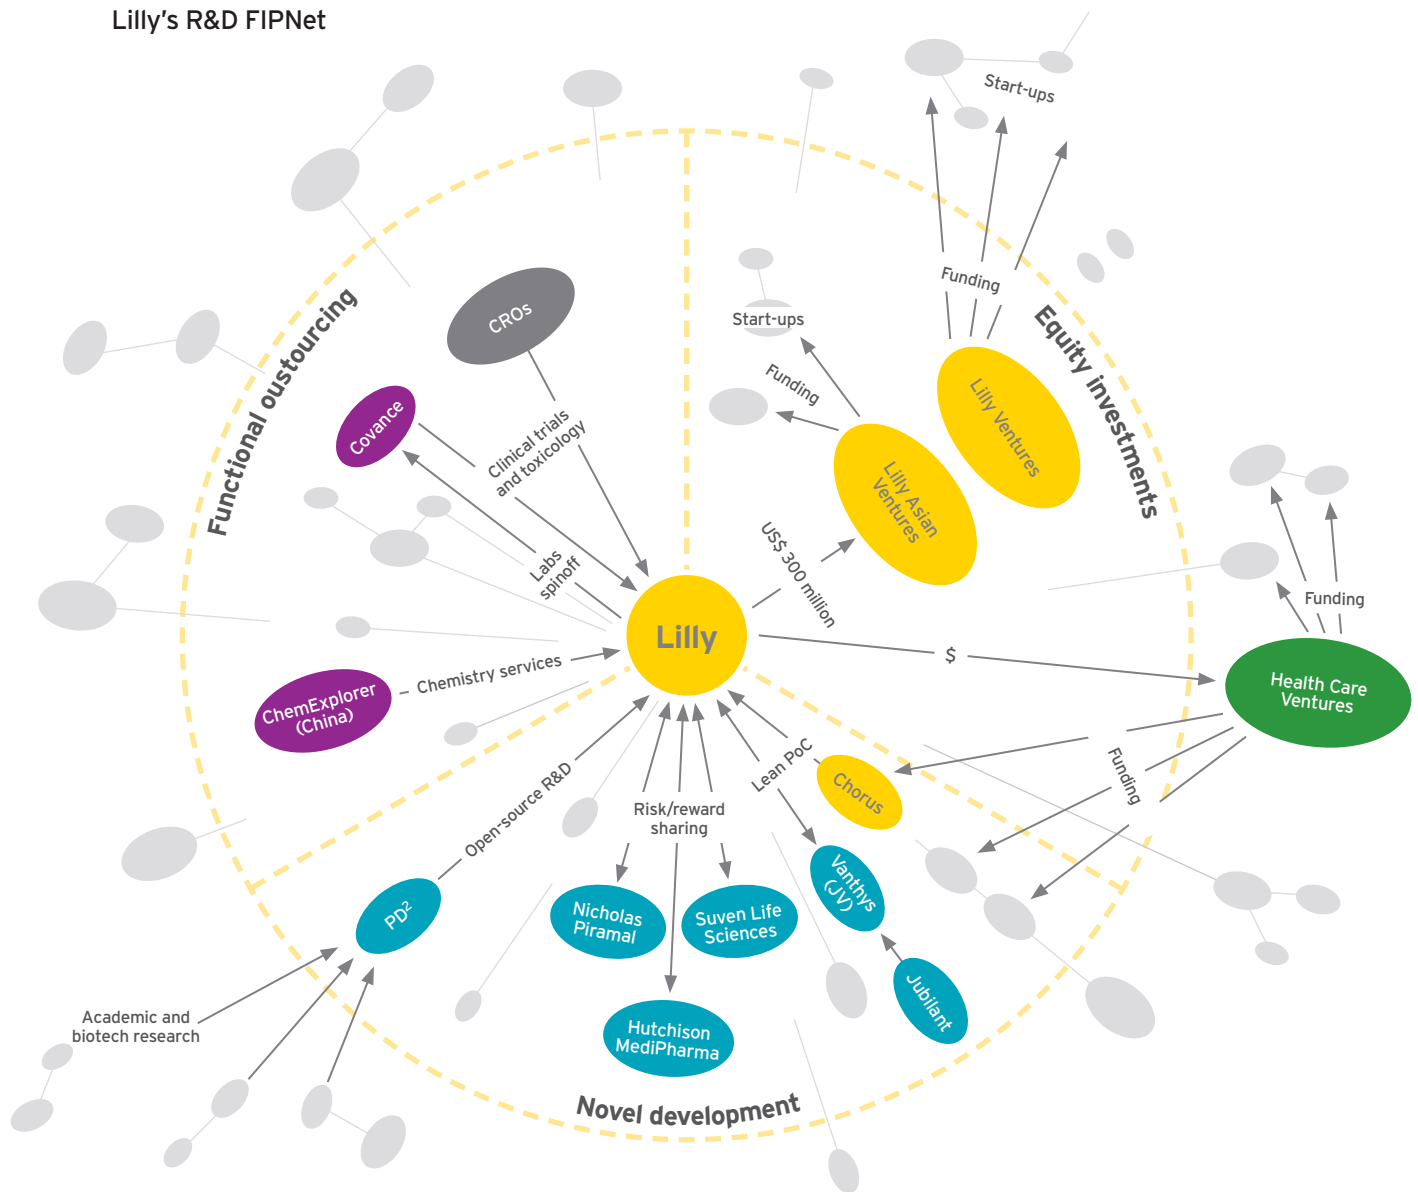 Lilly's R&D FIPNet
Start-ups
Funding
Equity investments
Lilly Ventures
Start-ups
Funding
Lilly Asian
Ventures
US$ 300 million
Functional oustourcing
CROs
Covance
Clinical trials
and toxicology
Labs
spinoff
Lilly
Chemistry services
ChemExplorer
(China)
$
Funding
Health Care
Ventures
Funding
Lean PoC
Chorus
Open-source R&D
Risk/reward
sharing
Vanthys
(JV)
PD²
Nicholas
Piramal
Suven Life
Sciences
Jubilant
Academic and
biotech research
Hutchison
MediPharma
Novel development